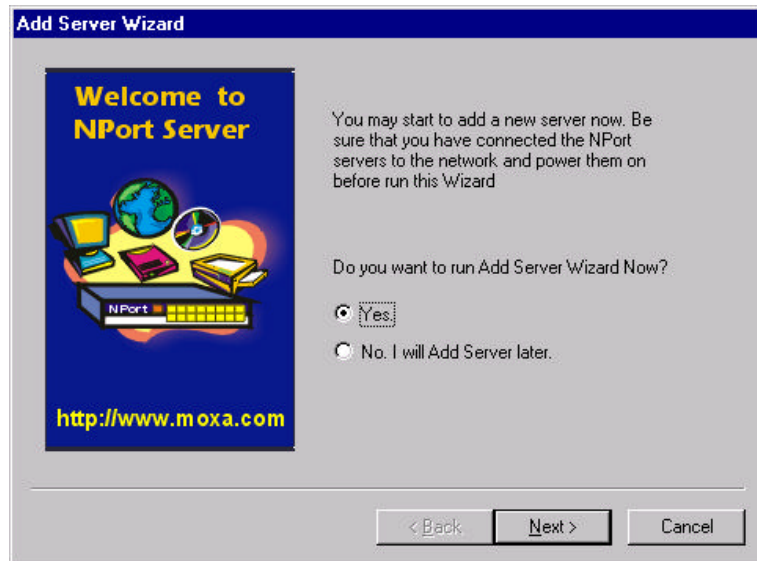 Add Server Wizard
Welcome to
NPort Server
NPort
http://www.moxa.com
You may start to add a new server now. Be
sure that you have connected the NPort
servers to the network and power them on
before run this Wizard
Do you want to run Add Server Wizard Now?
Yes.
No. I will Add Server later.
< Back
Next >
Cancel